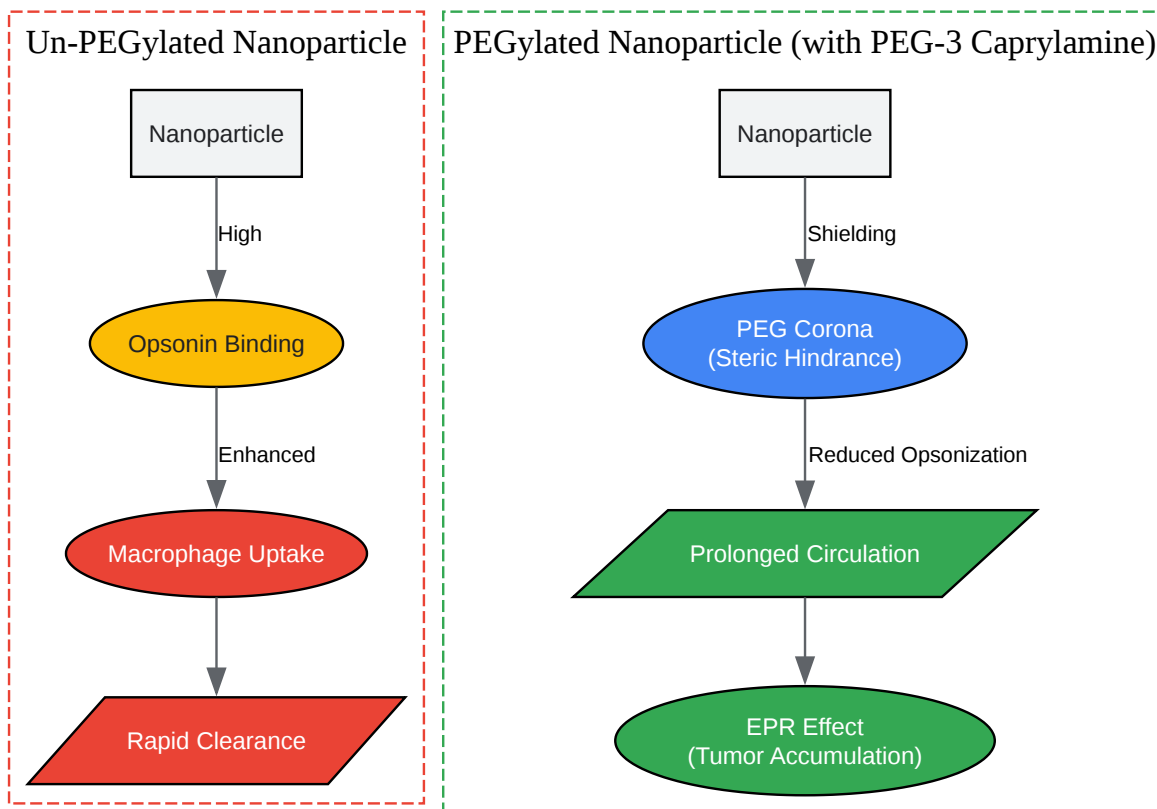 Un-PEGylated Nanoparticle
Nanoparticle
High
Opsonin Binding
Enhanced
Macrophage Uptake
Rapid Clearance
PEGylated Nanoparticle (with PEG-3 Caprylamine)
Nanoparticle
Shielding
PEG Corona
(Steric Hindrance)
Reduced Opsonization
Prolonged Circulation
EPR Effect
(Tumor Accumulation)